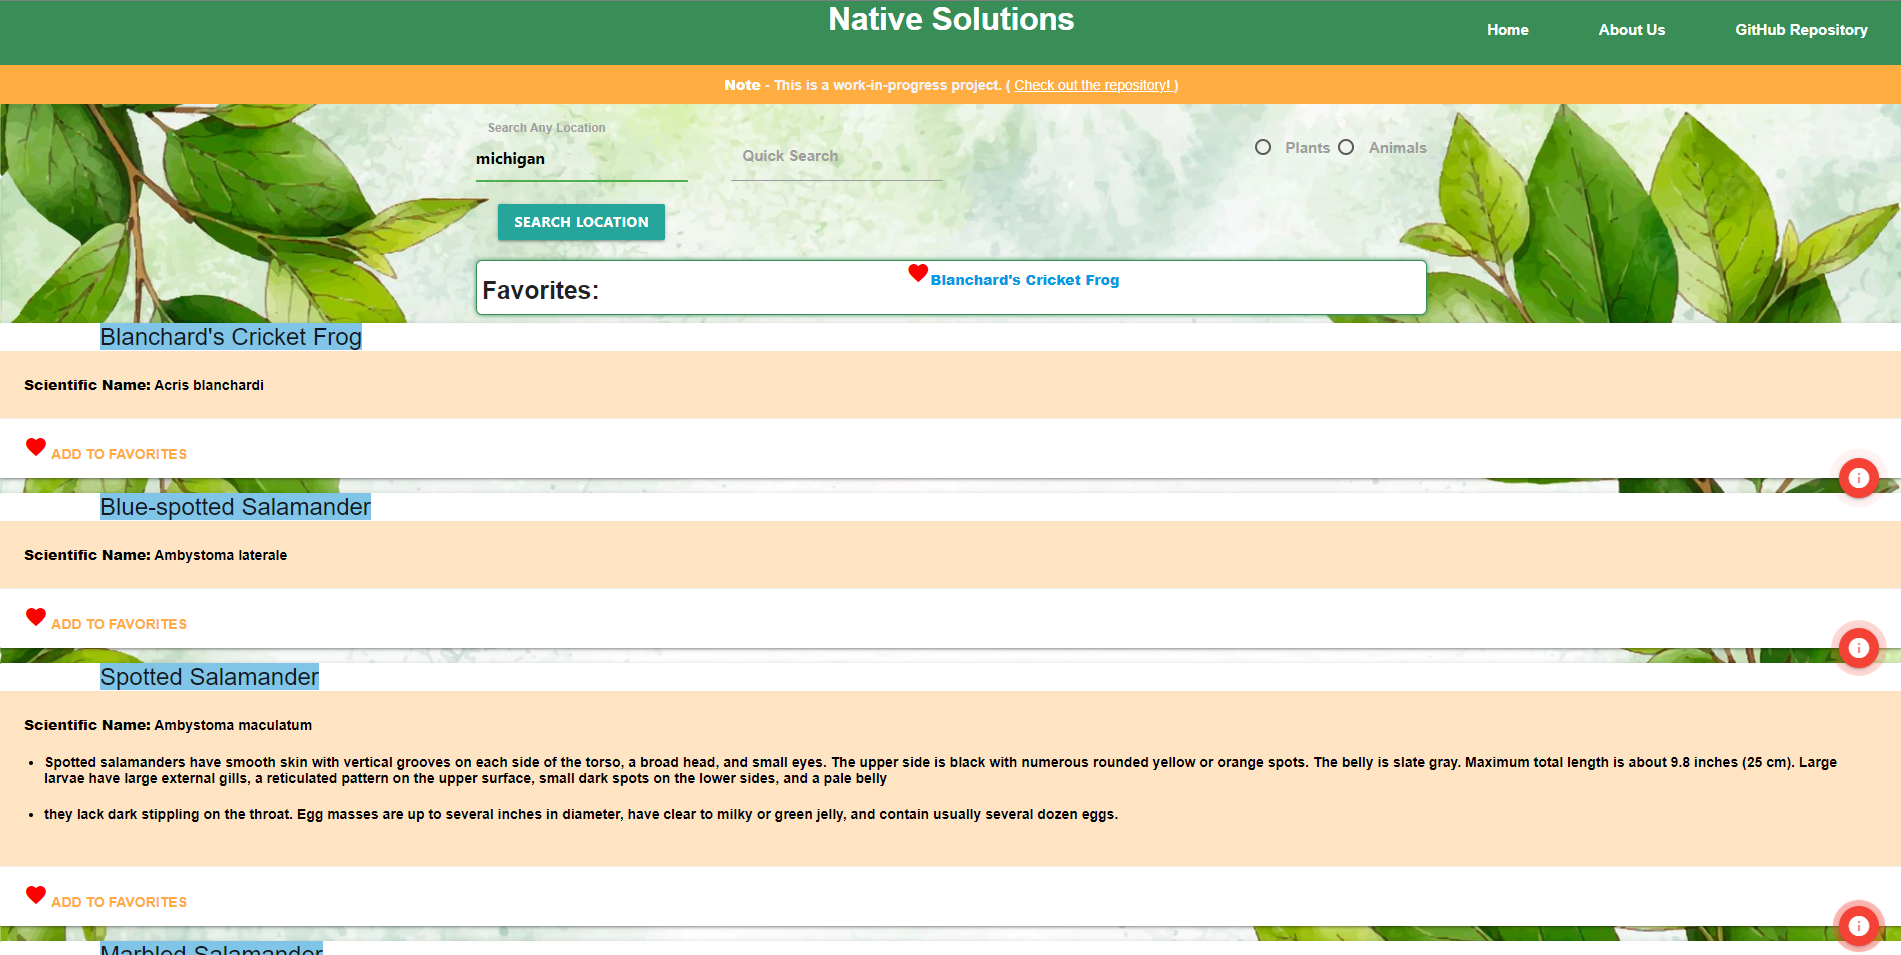 Native Solutions
Home
About Us
GitHub Repository
Note - This is a work-in-progress project. ( Check out the repository! )
Search Any Location
michigan
Quick Search
Plants
Animals
SEARCH LOCATION
Favorites:
Blanchard's Cricket Frog
Blanchard's Cricket Frog
Scientific Name: Acris blanchardi
ADD TO FAVORITES
Blue-spotted Salamander
Scientific Name: Ambystoma laterale
ADD TO FAVORITES
Spotted Salamander
Scientific Name: Ambystoma maculatum
• Spotted salamanders have smooth skin with vertical grooves on each side of the torso, a broad head, and small eyes. The upper side is black with numerous rounded yellow or orange spots. The belly is slate gray. Maximum total length is about 9.8 inches (25 cm). Large
larvae have large external gills, a reticulated pattern on the upper surface, small dark spots on the lower sides, and a pale belly
• they lack dark stippling on the throat. Egg masses are up to several inches in diameter, have clear to milky or green jelly, and contain usually several dozen eggs.
ADD TO FAVORITES
Marbled Salamander